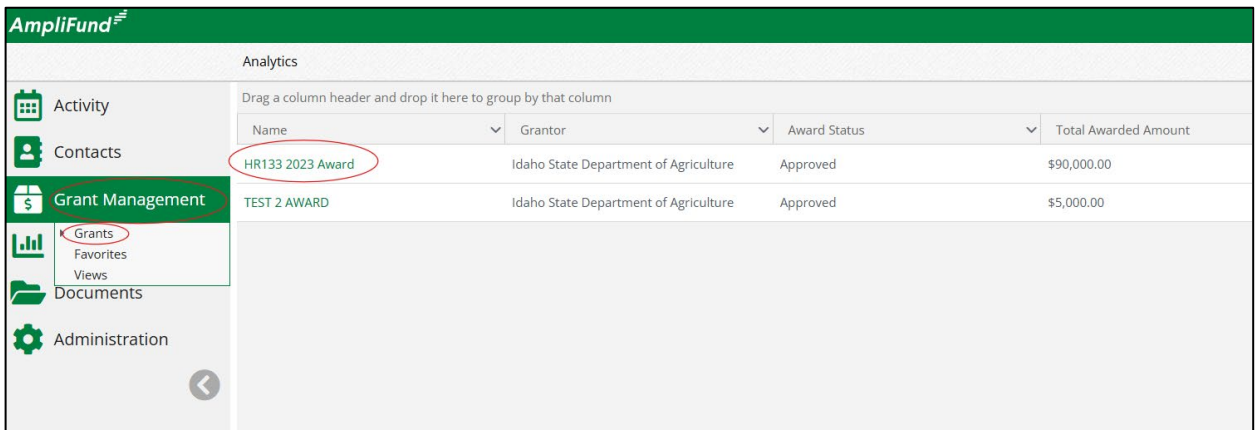 AmpliFund
Analytics
Activity
Contacts
Grant Management
Grants
Favorites
Views
Documents
Administration
Drag a column header and drop it here to group by that column
Name Grantor Award Status Total Awarded Amount
HR133 2023 Award Idaho State Department of Agriculture Approved $90,000.00
TEST 2 AWARD Idaho State Department of Agriculture Approved $5,000.00